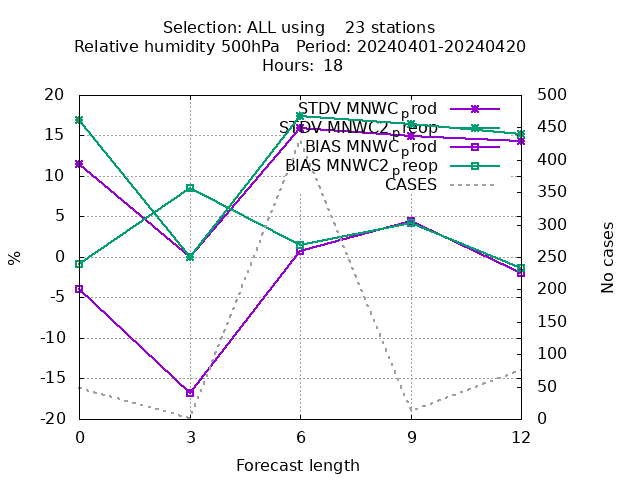 Selection: ALL using 23 stations
Relative humidity 500hPa Period: 20240401-20240420
Hours: 18
STDV MNWC_prod
STDV MNWC2_preop
BIAS MNWC_prod
BIAS MNWC2_preop
CASES
20
15
10
5
0
-5
-10
-15
-20
%
500
450
400
350
300
250
200
150
100
50
0
No cases
0 3 6 9 12
Forecast length